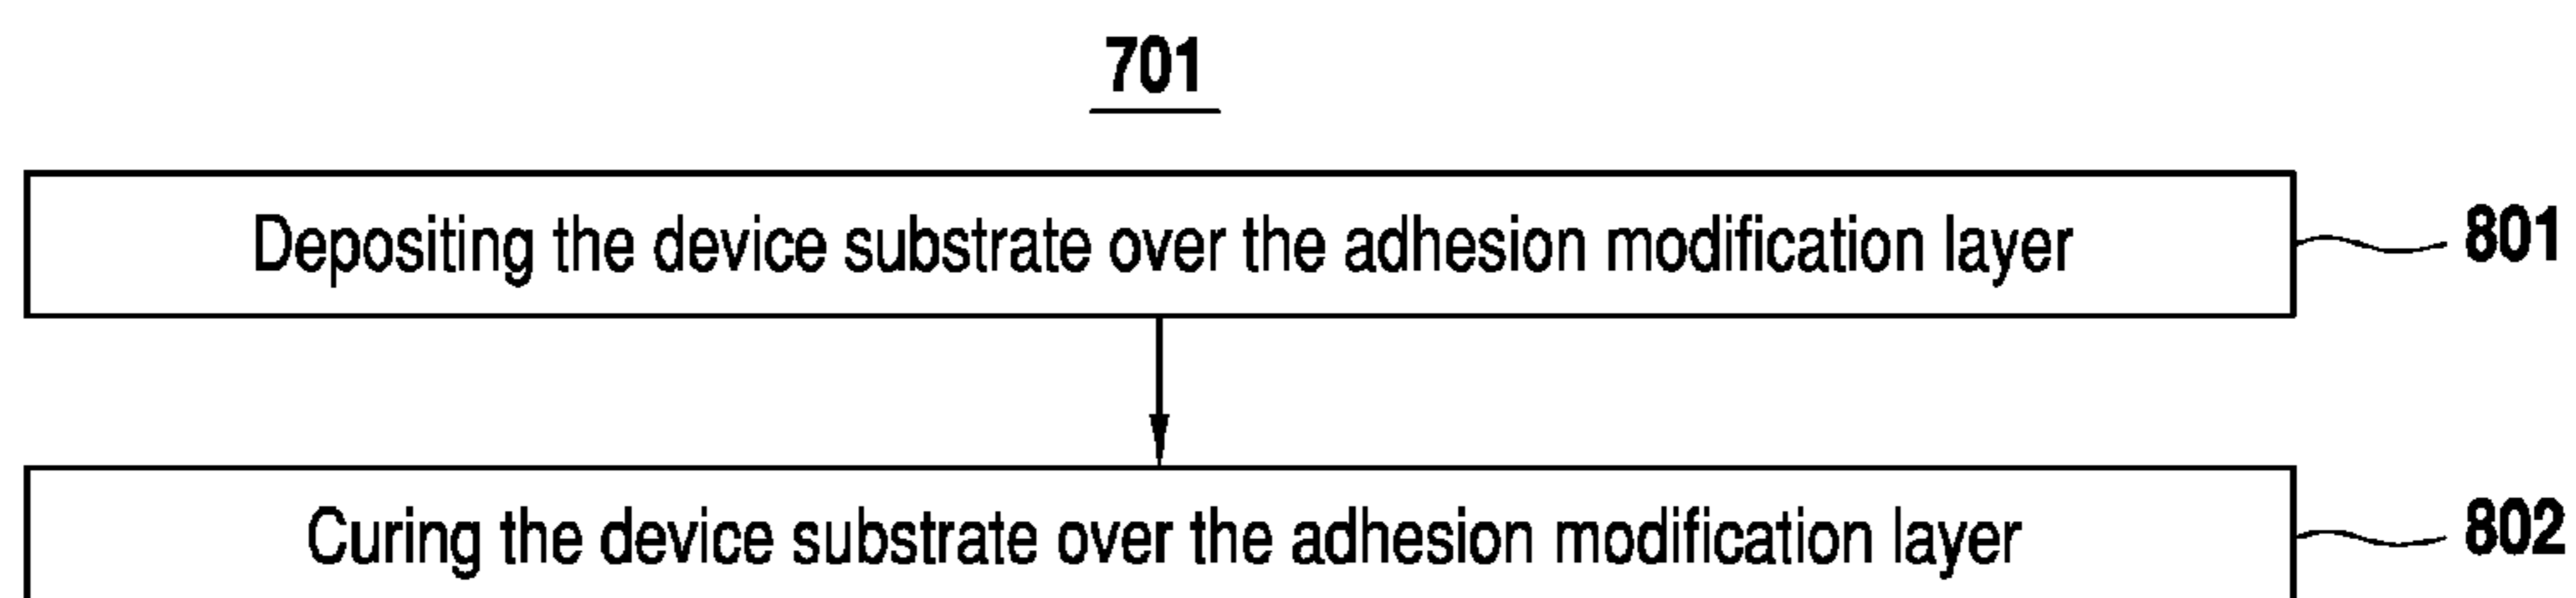 701
Depositing the device substrate over the adhesion modification layer
801
Curing the device substrate over the adhesion modification layer
802